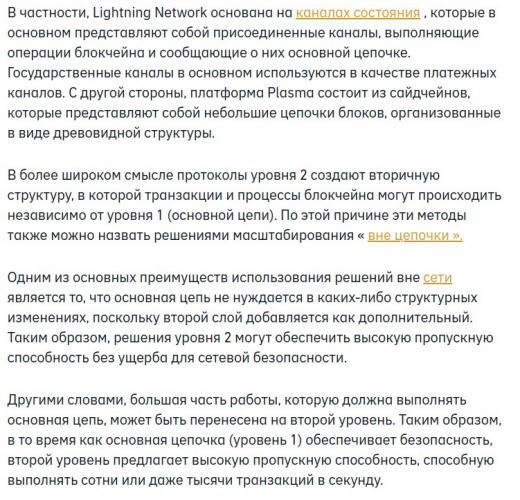 В частности, Lightning Network основана на каналах состояния , которые в
основном представляют собой присоединенные каналы, выполняющие
операции блокчейна и сообщающие о них основной цепочке.
Государственные каналы в основном используются в качестве платежных
каналов. С другой стороны, платформа Plasma состоит из сайдчейнов,
которые представляют собой небольшие цепочки блоков, организованные
в виде древовидной структуры.
В более широком смысле протоколы уровня 2 создают вторичную
структуру, в которой транзакции и процессы блокчейна могут происходить
независимо от уровня 1 (основной цепи). По этой причине эти методы
также можно назвать решениями масштабирования « вне цепочки ».
Одним из основных преимуществ использования решений вне сети
является то, что основная цепь не нуждается в каких-либо структурных
изменениях, поскольку второй слой добавляется как дополнительный.
Таким образом, решения уровня 2 могут обеспечить высокую пропускную
способность без ущерба для сетевой безопасности.
Другими словами, большая часть работы, которую должна выполнять
основная цепь, может быть перенесена на второй уровень. Таким образом,
в то время как основная цепочка (уровень 1) обеспечивает безопасность,
второй уровень предлагает высокую пропускную способность, способную
выполнять сотни или даже тысячи транзакций в секунду.